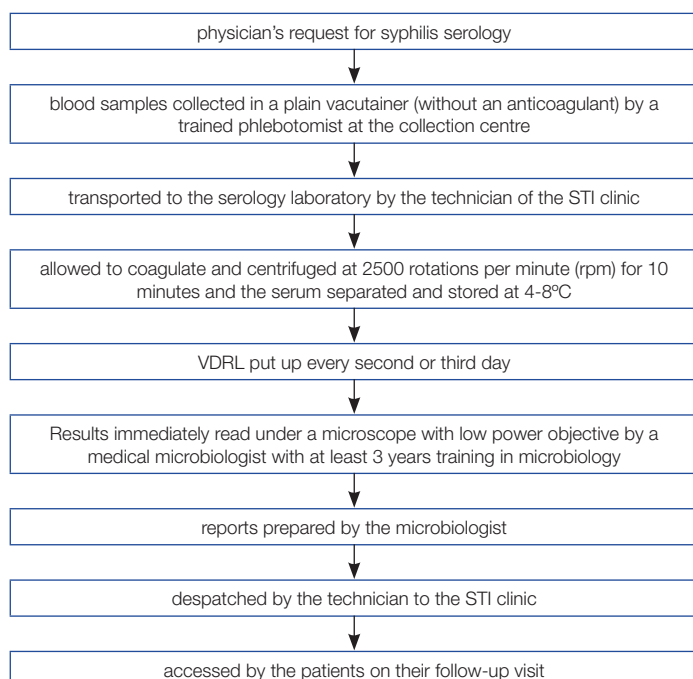 physician's request for syphilis serology
blood samples collected in a plain vacutainer (without an anticoagulant) by a
trained phlebotomist at the collection centre
transported to the serology laboratory by the technician of the STI clinic
allowed to coagulate and centrifuged at 2500 rotations per minute (rpm) for 10
minutes and the serum separated and stored at 4-8ºC
VDRL put up every second or third day
Results immediately read under a microscope with low power objective by a
medical microbiologist with at least 3 years training in microbiology
reports prepared by the microbiologist
despatched by the technician to the STI clinic
accessed by the patients on their follow-up visit